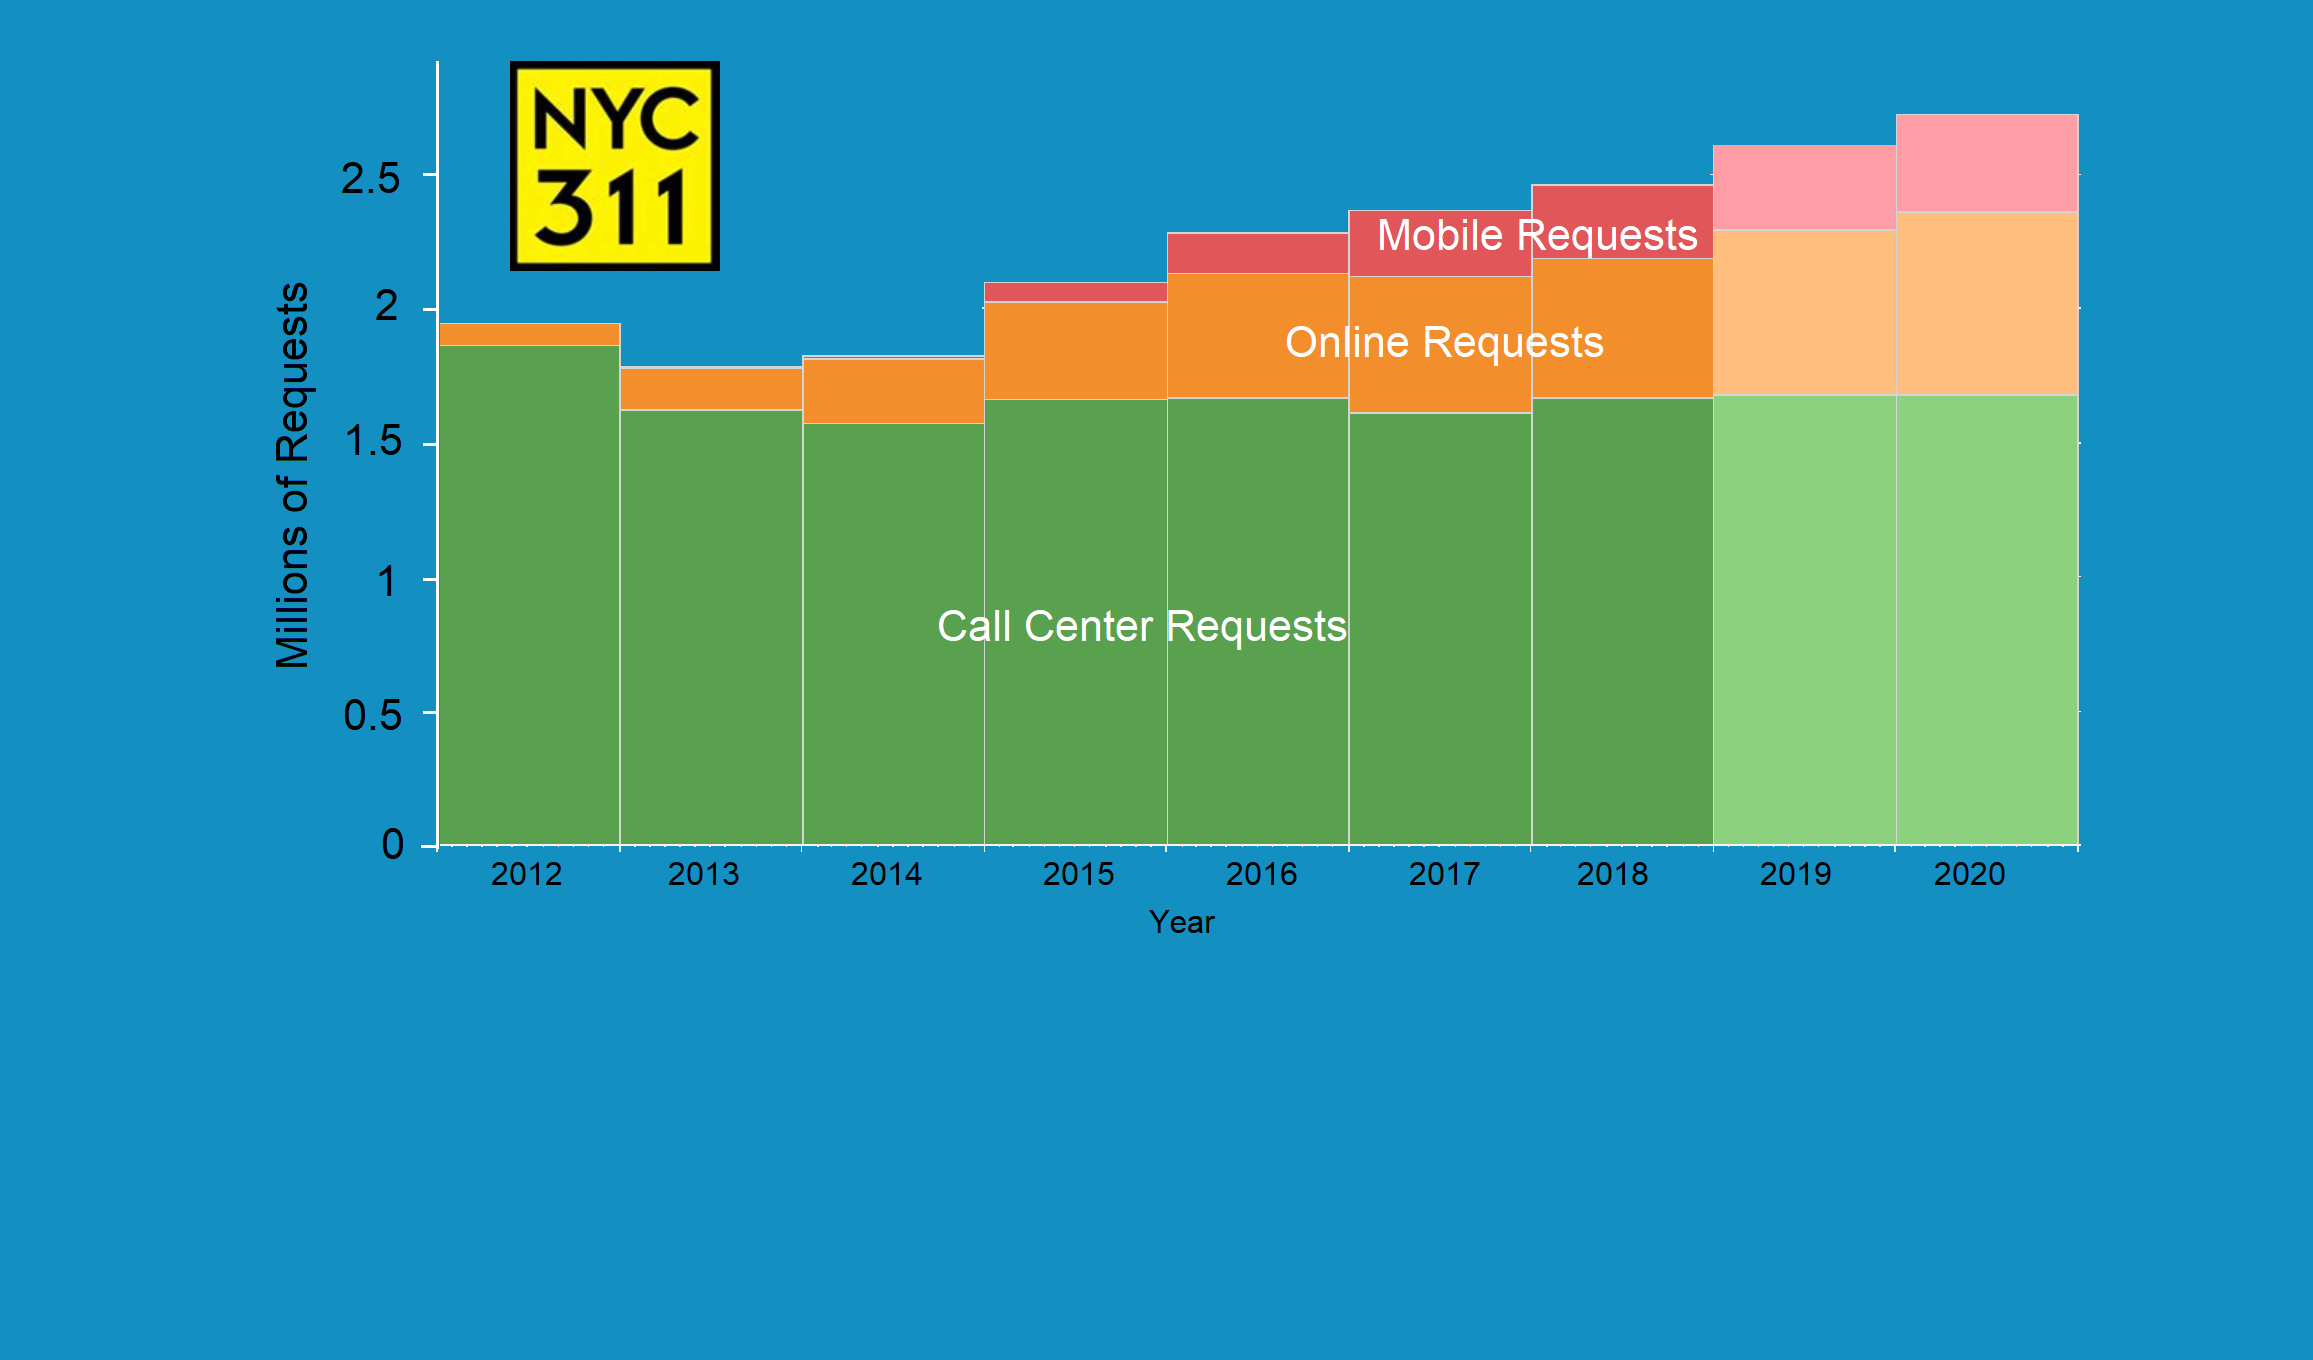 NYC
311
2.5
2
1.5
1
0.5
0
Millions of Requests
Mobile Requests
Online Requests
Call Center Requests
2012 2013 2014 2015 2016 2017 2018 2019 2020
Year